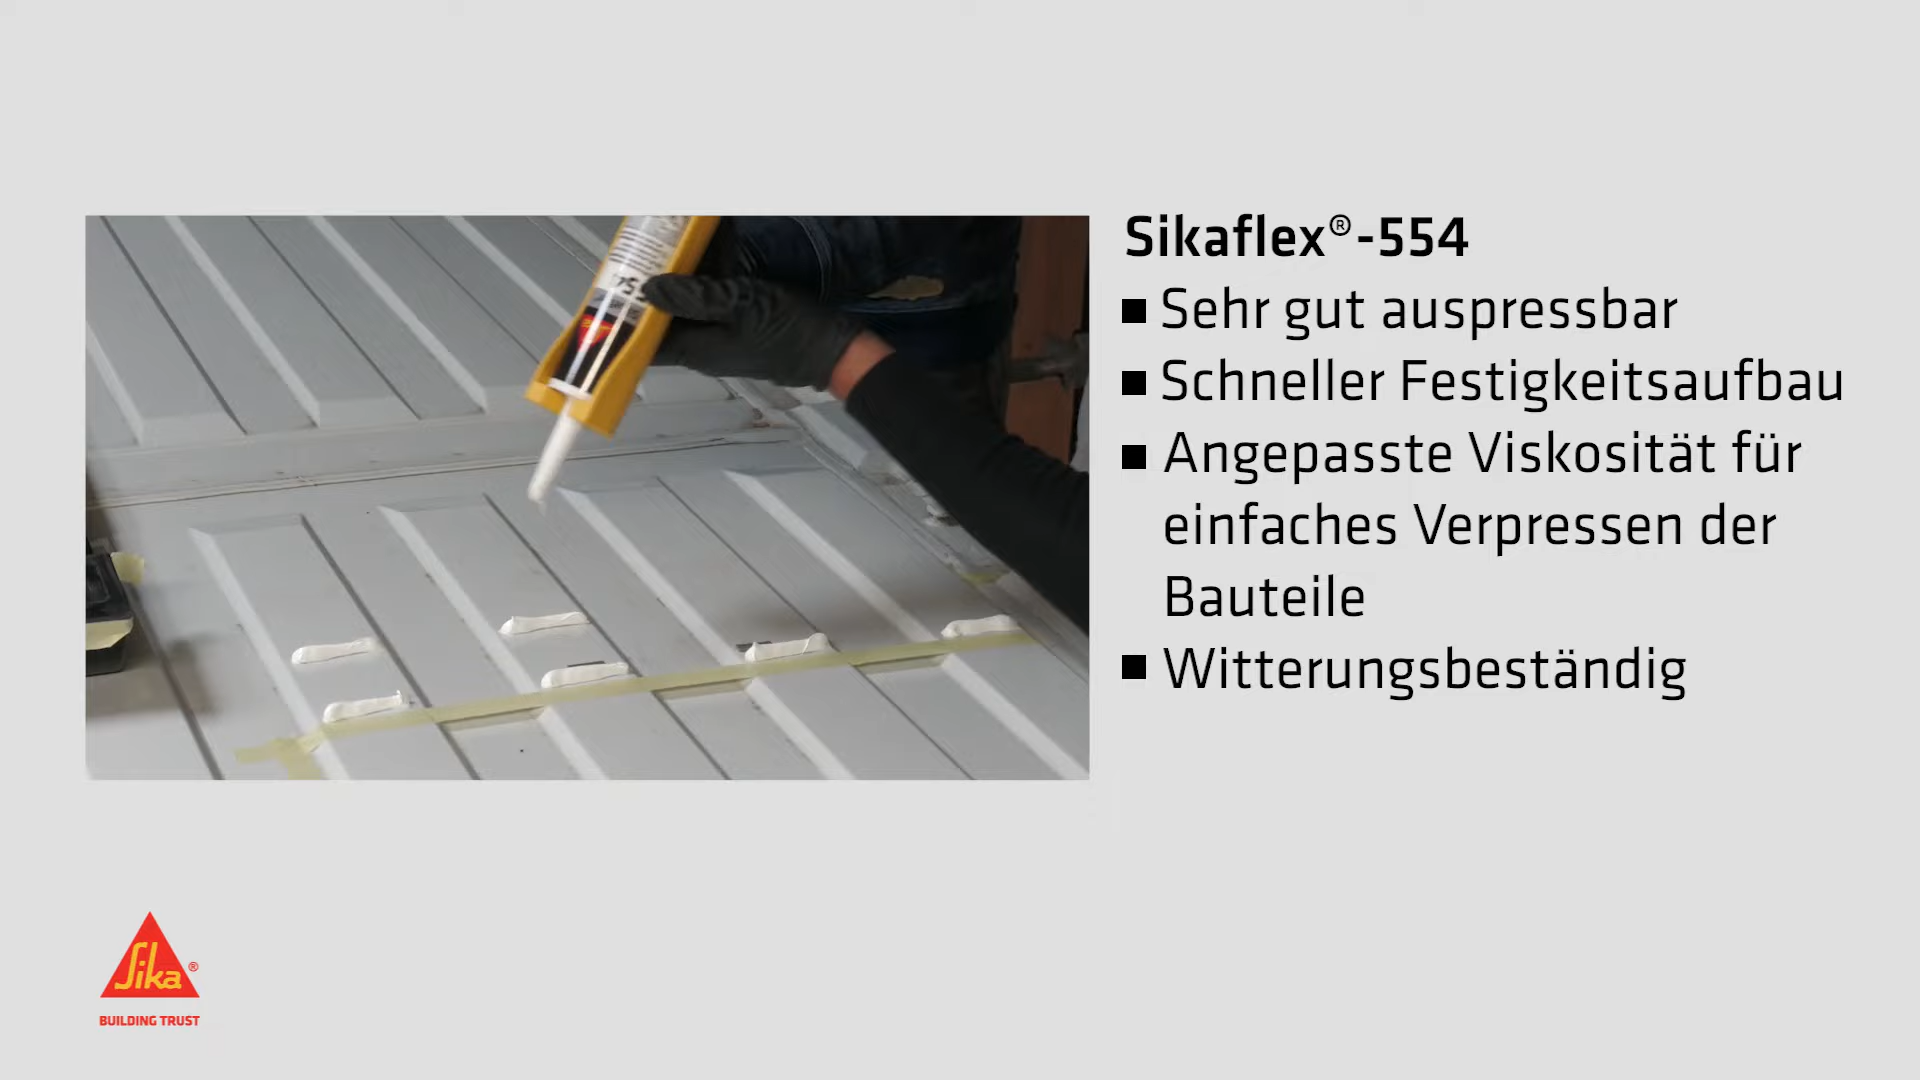 Sikaflex®-554
■ Sehr gut auspressbar
■ Schneller Festigkeitsaufbau
■ Angepasste Viskosität für
einfaches Verpressen der
Bauteile
■ Witterungsbeständig
Sika®
BUILDING TRUST